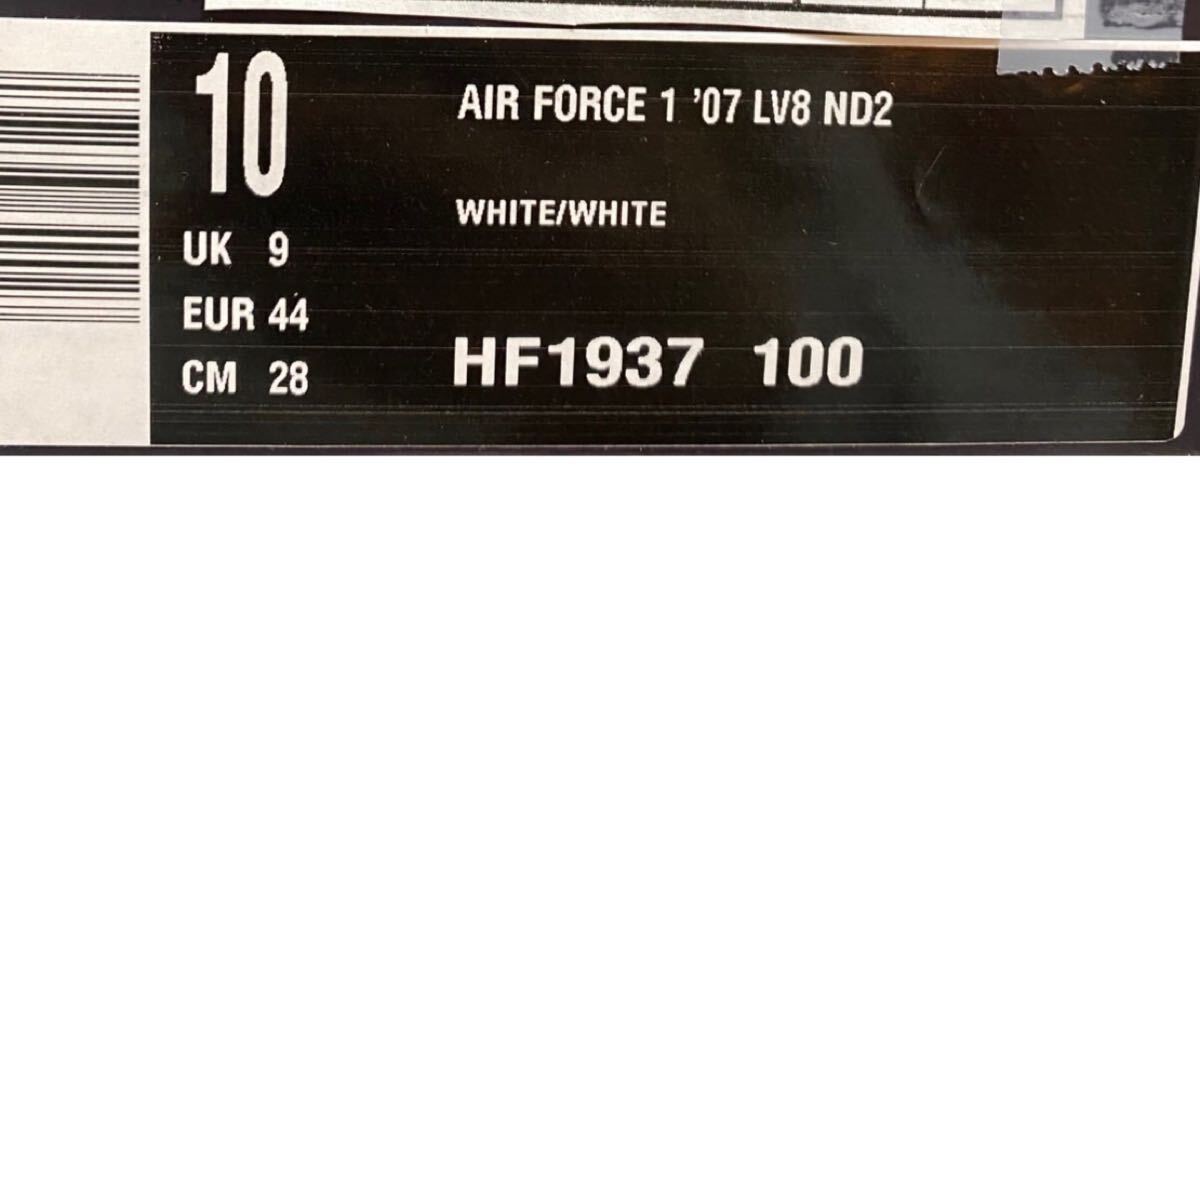 10
AIR FORCE 1 ’07 LV8 ND2
WHITE/WHITE
UK 9
EUR 44
CM 28
HF1937 100